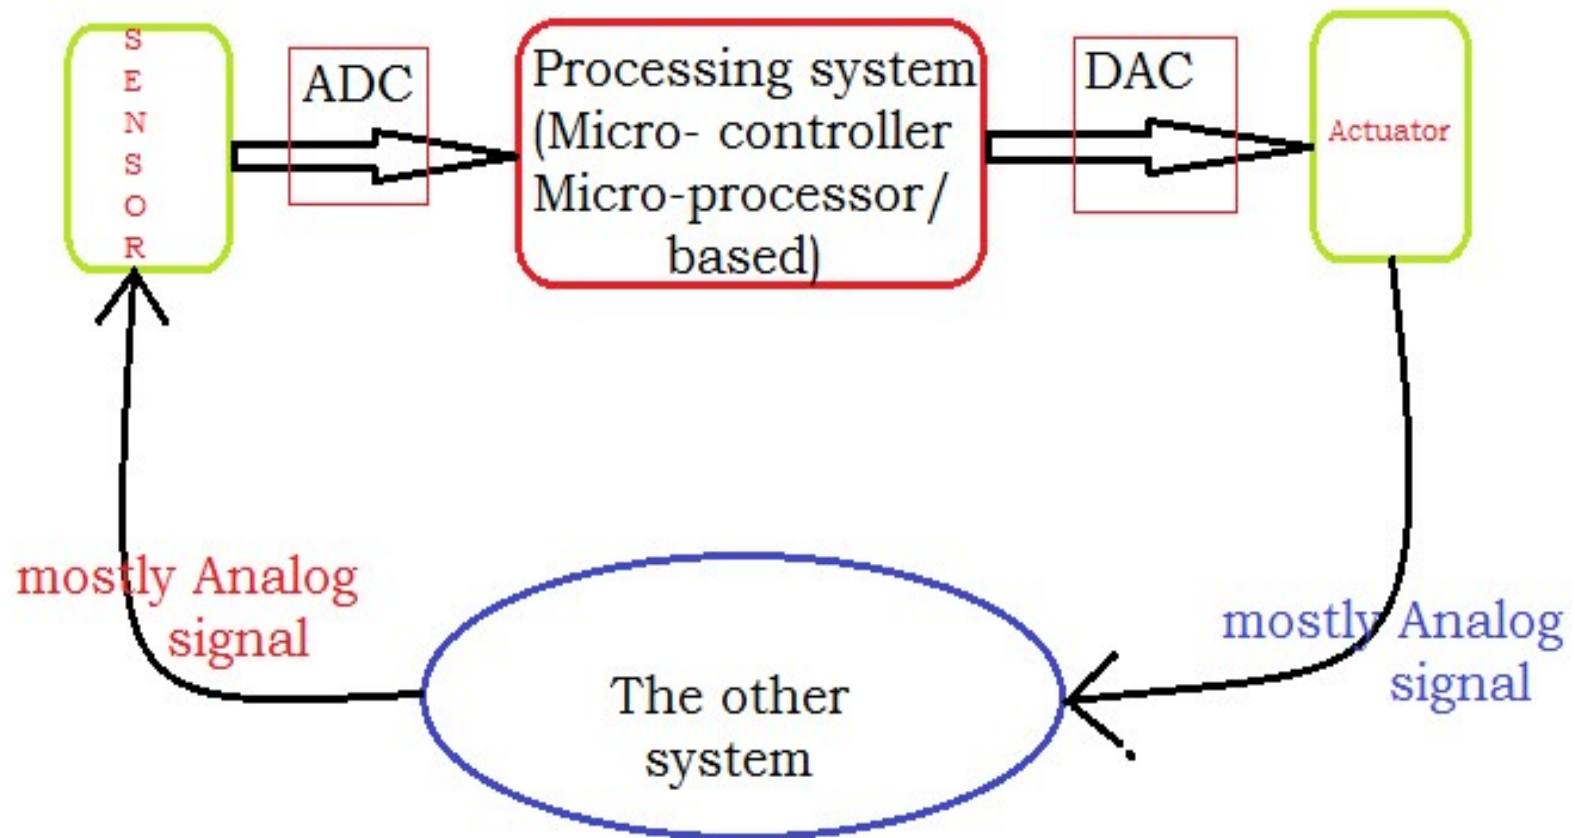 SENSOR
ADC
Processing system
(Micro- controller
Micro-processor/
based)
DAC
Actuator
mostly Analog
signal
The other
system
mostly Analog
signal